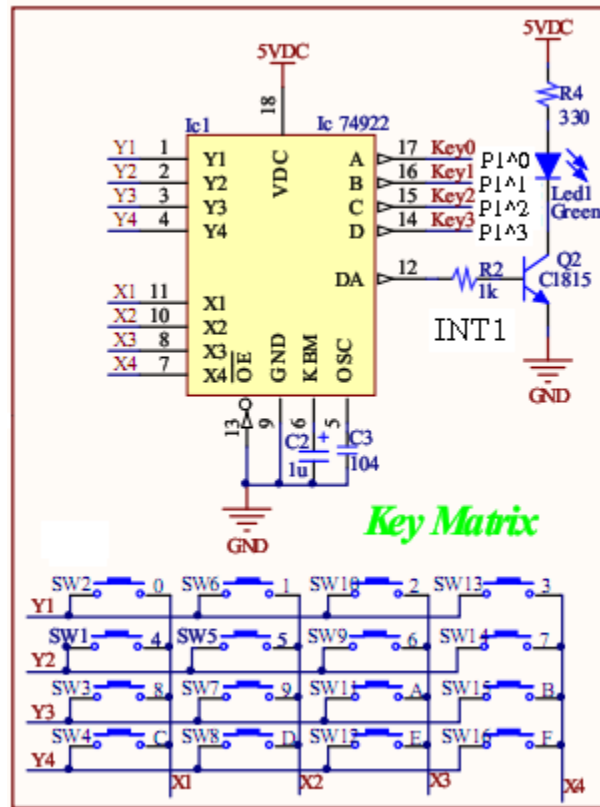 5VDC
5VDC
R4
330
Led1
Green
18
Ic1
Ic 74922
VDC
Y1 1 Y1
Y2 2 Y2
Y3 3 Y3
Y4 4 Y4
A 17 Key0 P1^0
B 16 Key1 P1^1
C 15 Key2 P1^2
D 14 Key3 P1^3
DA 12
R2
1k
Q2
C1815
INT1
X1 11 X1
X2 10 X2
X3 8 X3
X4 7 X4
OE
GND
KBM
OSC
13
9
6
5
C2
+
1u
C3
104
GND
GND
Key Matrix
SW2 0 SW6 1 SW10 2 SW13 3
Y1
SW1 4 SW5 5 SW9 6 SW14 7
Y2
SW3 8 SW7 9 SW11 A SW15 B
Y3
SW4 C SW8 D SW12 E SW16 F
Y4
X1 X2 X3 X4